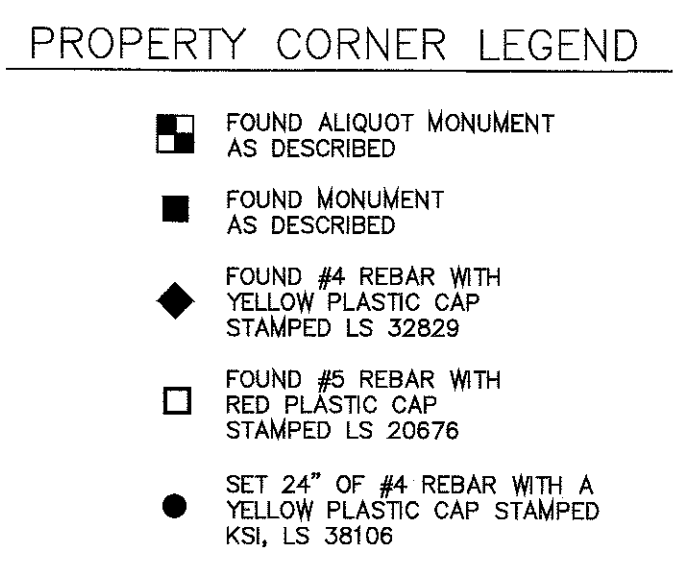 PROPERTY CORNER LEGEND
FOUND ALIQUOT MONUMENT
AS DESCRIBED
FOUND MONUMENT
AS DESCRIBED
FOUND #4 REBAR WITH
YELLOW PLASTIC CAP
STAMPED LS 32829
FOUND #5 REBAR WITH
RED PLASTIC CAP
STAMPED LS 20676
SET 24" OF #4 REBAR WITH A
YELLOW PLASTIC CAP STAMPED
KSI, LS 38106